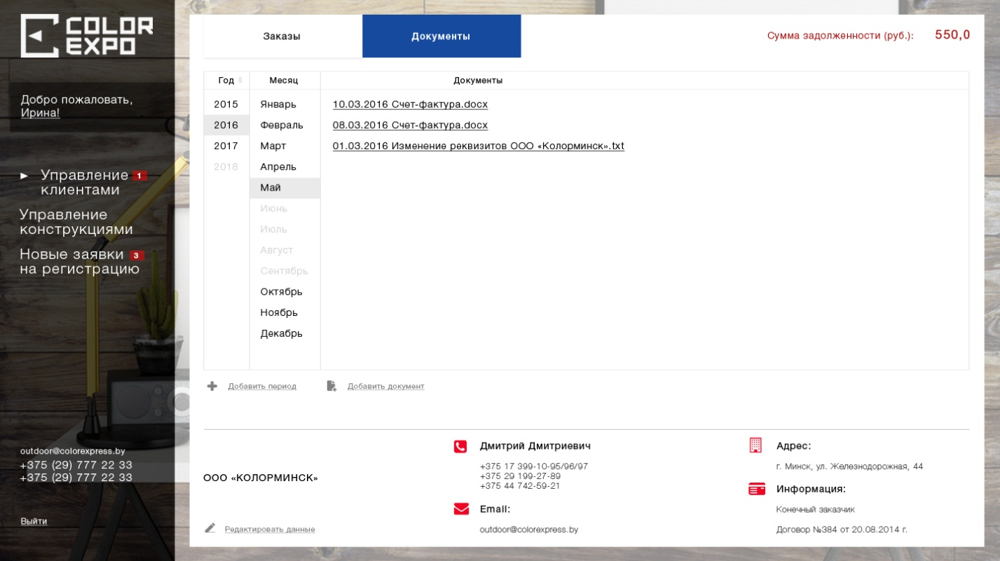 COLOR
EXPO
Добро пожаловать,
Ирина!
Управление 1
клиентами
Управление
конструкциями
Новые заявки 3
на регистрацию
outdoor@colorexpress.by
+375 (29) 777 22 33
+375 (29) 777 22 33
Выйти
Заказы
Документы
Сумма задолженности (руб.): 550,0
Год
Месяц
Документы
2015
2016
2017
2018
Январь
Февраль
Март
Апрель
Май
Июнь
Июль
Август
Сентябрь
Октябрь
Ноябрь
Декабрь
10.03.2016 Счет-фактура.docx
08.03.2016 Счет-фактура.docx
01.03.2016 Изменение реквизитов ООО «Колорминск».txt
Добавить период
Добавить документ
ООО «КОЛОРМИНСК»
Редактировать данные
Дмитрий Дмитриевич
+375 17 399-10-95/96/97
+375 29 199-27-89
+375 44 742-59-21
Email:
outdoor@colorexpress.by
Адрес:
г. Минск, ул. Железнодорожная, 44
Информация:
Конечный заказчик
Договор №384 от 20.08.2014 г.